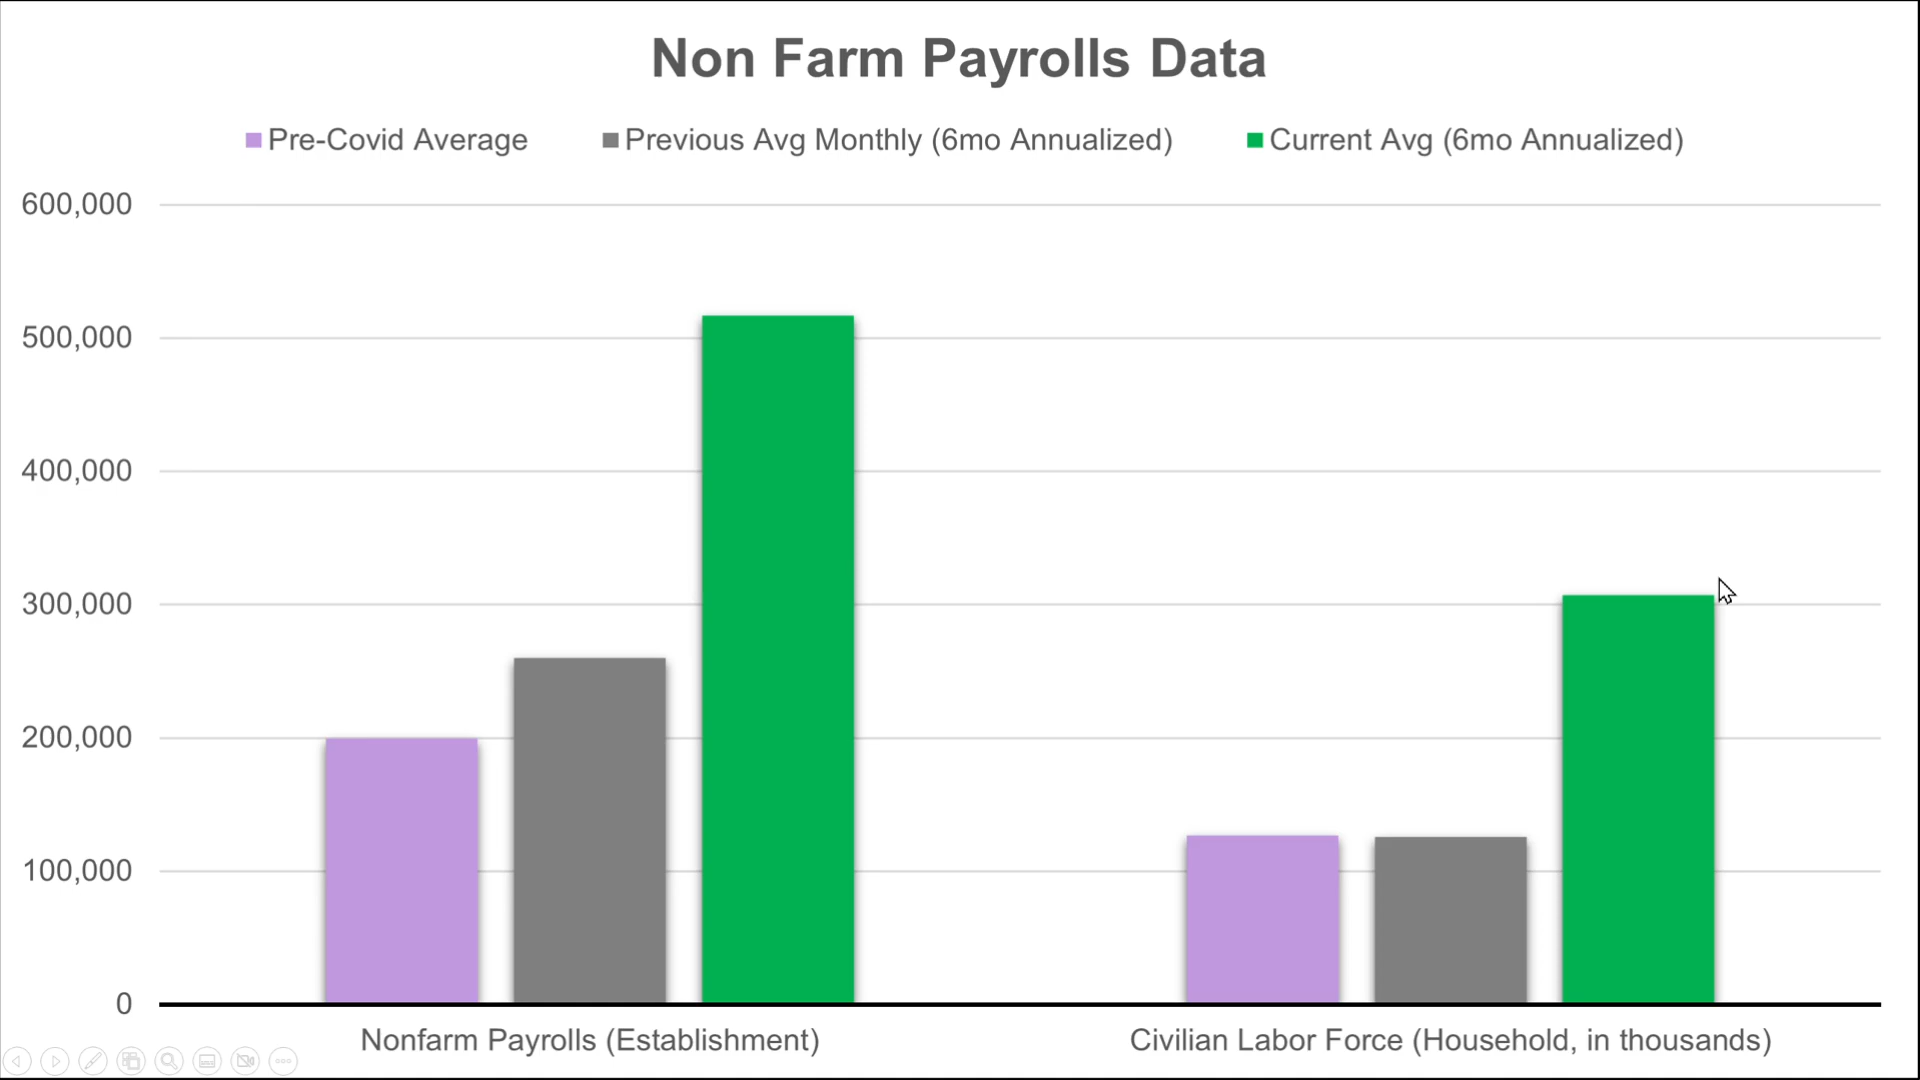 Non Farm Payrolls Data
Pre-Covid Average
Previous Avg Monthly (6mo Annualized)
Current Avg (6mo Annualized)
600,000
500,000
400,000
300,000
200,000
100,000
0
Nonfarm Payrolls (Establishment)
Civilian Labor Force (Household, in thousands)